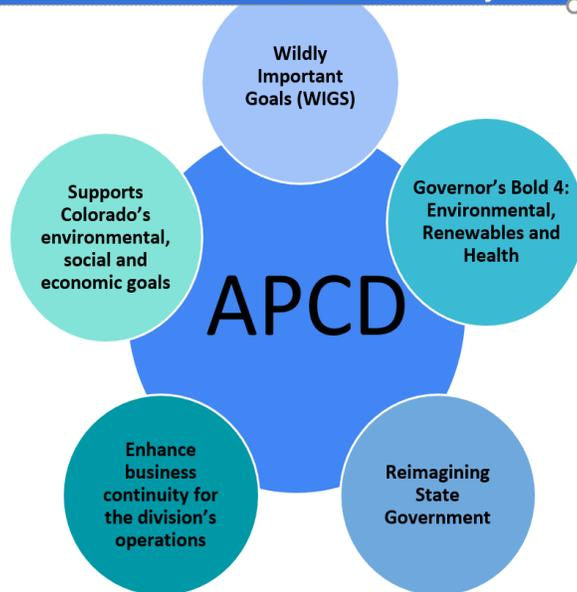 Wildly
Important
Goals (WIGS)
Governor's Bold 4:
Environmental,
Renewables and
Health
Supports
Colorado's
environmental,
social and
economic goals
APCD
Enhance
business
continuity for
the division's
operations
Reimagining
State
Government